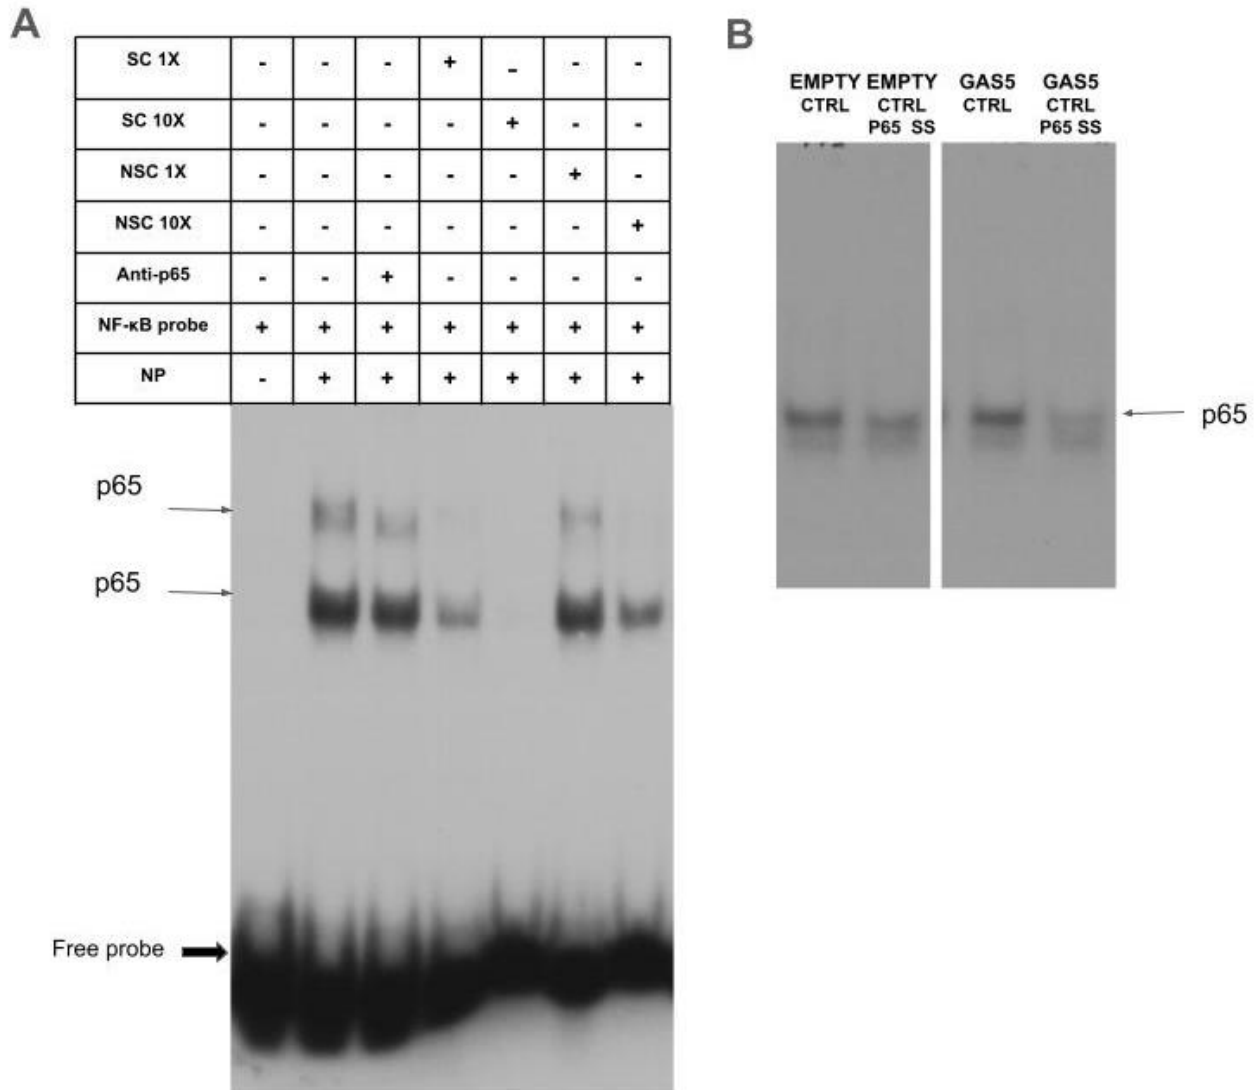 A
SC 1X - - - + - - -
SC 10X - - - - + - -
NSC 1X - - - - - + -
NSC 10X - - - - - - +
Anti-p65 - - + - - - -
NF-κB probe + + + + + + +
NP - + + + + + +
p65
p65
Free probe
B
EMPTY EMPTY GAS5 GAS5
CTRL CTRL CTRL CTRL
P65 SS P65 SS
p65